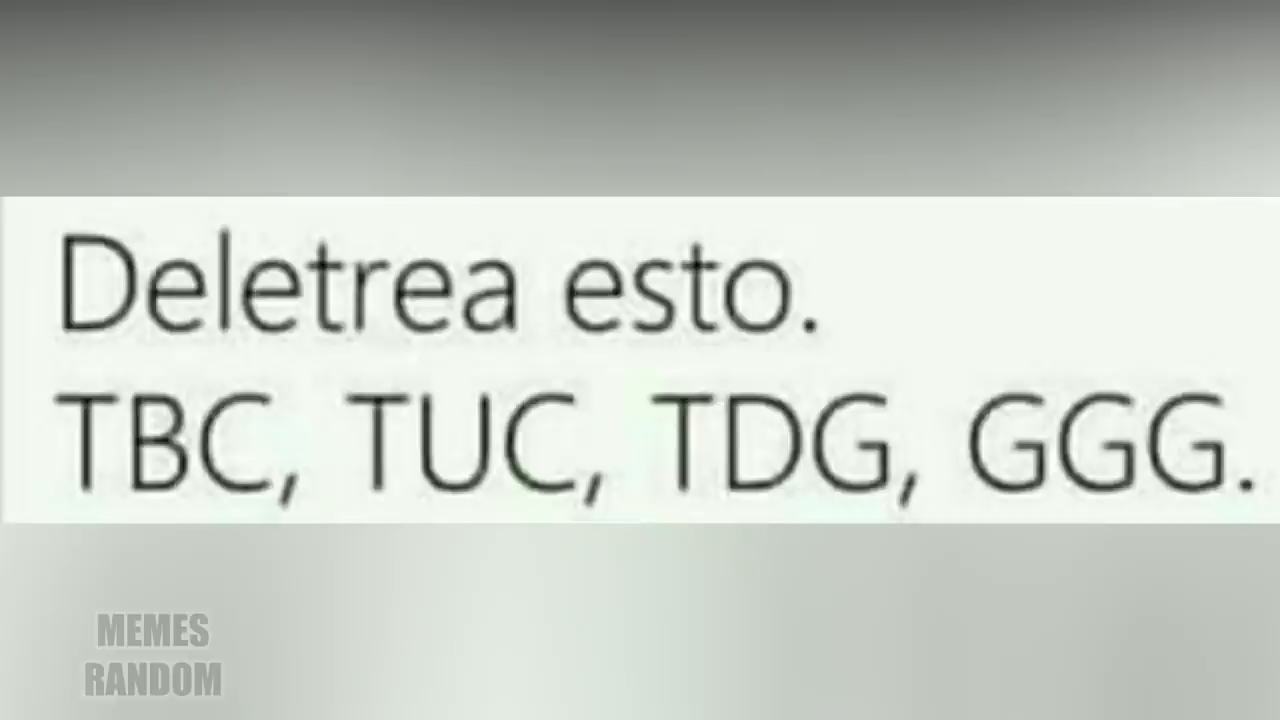 Deletrea esto.
TBC, TUC, TDG, GGG.
MEMES
RANDOM